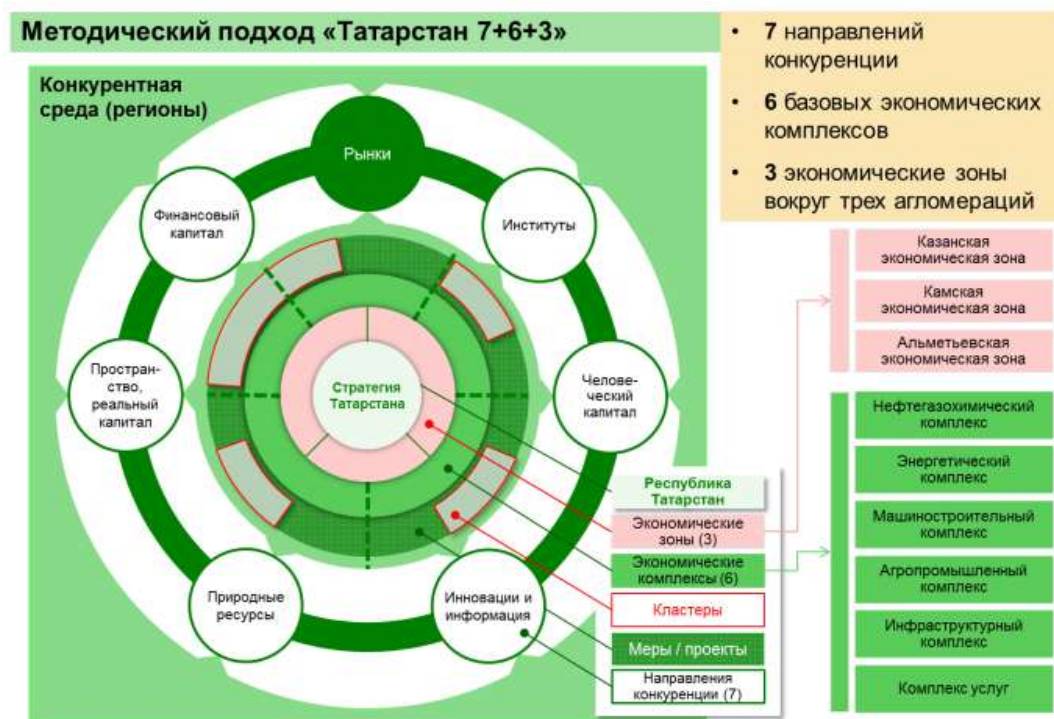 Методический подход «Татарстан 7+6+3»
• 7 направлений
конкуренции
• 6 базовых экономических
комплексов
• 3 экономические зоны
вокруг трех агломераций
Конкурентная
среда (регионы)
Рынки
Финансовый
капитал
Институты
Простран-
ство,
реальный
капитал
Стратегия
Татарстана
Челове-
ческий
капитал
Природные
ресурсы
Инновации и
информация
Республика
Татарстан
Экономические
зоны (3)
Экономические
комплексы (6)
Кластеры
Меры / проекты
Направления
конкуренции (7)
Казанская
экономическая зона
Камская
экономическая зона
Альметьевская
экономическая зона
Нефтегазохимический
комплекс
Энергетический
комплекс
Машиностроительный
комплекс
Агропромышленный
комплекс
Инфраструктурный
комплекс
Комплекс услуг